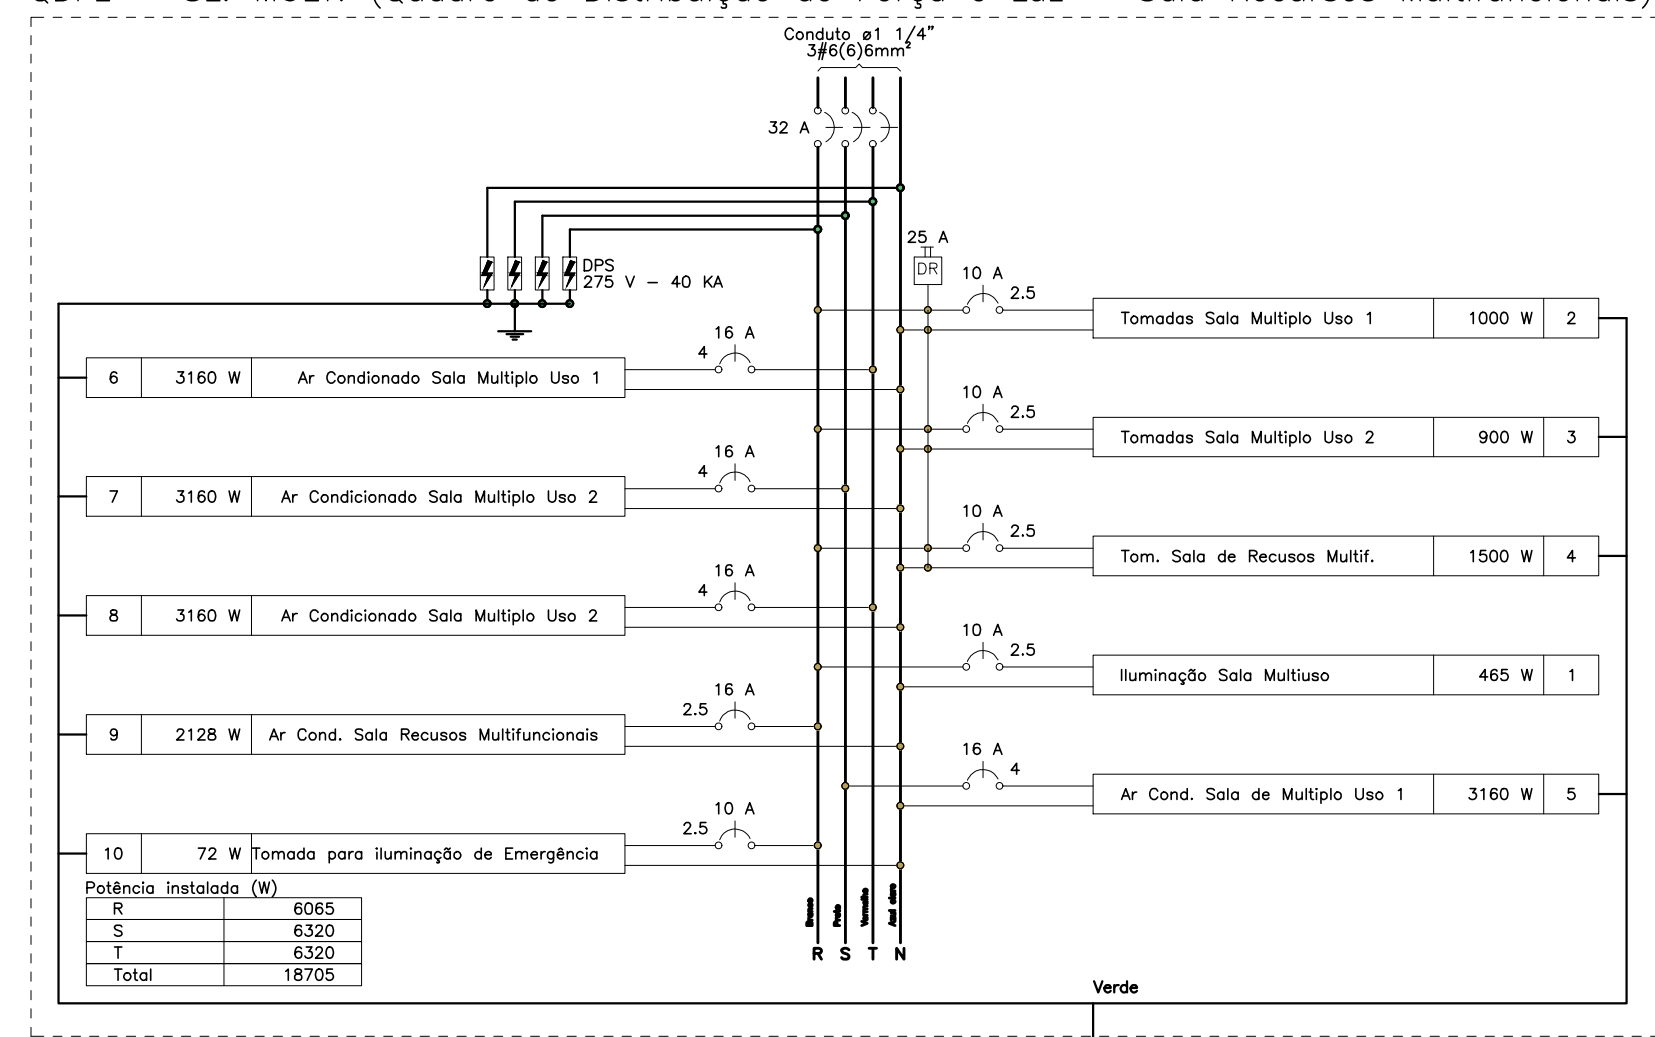 Conduto ø1 1/4"
3#6(6)6mm²
32 A
DPS
275 V - 40 KA
25 A
DR
10 A
2.5
Tomadas Sala Multiplo Uso 1 1000 W 2
16 A
4
6 3160 W Ar Condionado Sala Multiplo Uso 1
10 A
2.5
Tomadas Sala Multiplo Uso 2 900 W 3
16 A
4
7 3160 W Ar Condicionado Sala Multiplo Uso 2
10 A
2.5
Tom. Sala de Recusos Multif. 1500 W 4
16 A
4
8 3160 W Ar Condicionado Sala Multiplo Uso 2
10 A
2.5
Iluminação Sala Multiuso 465 W 1
16 A
2.5
9 2128 W Ar Cond. Sala Recusos Multifuncionais
16 A
4
Ar Cond. Sala de Multiplo Uso 1 3160 W 5
10 A
2.5
10 72 W Tomada para iluminação de Emergência
Potência instalada (W)
R 6065
S 6320
T 6320
Total 18705
Branco
Preto
Vermelho
Azul claro
R S T N
Verde